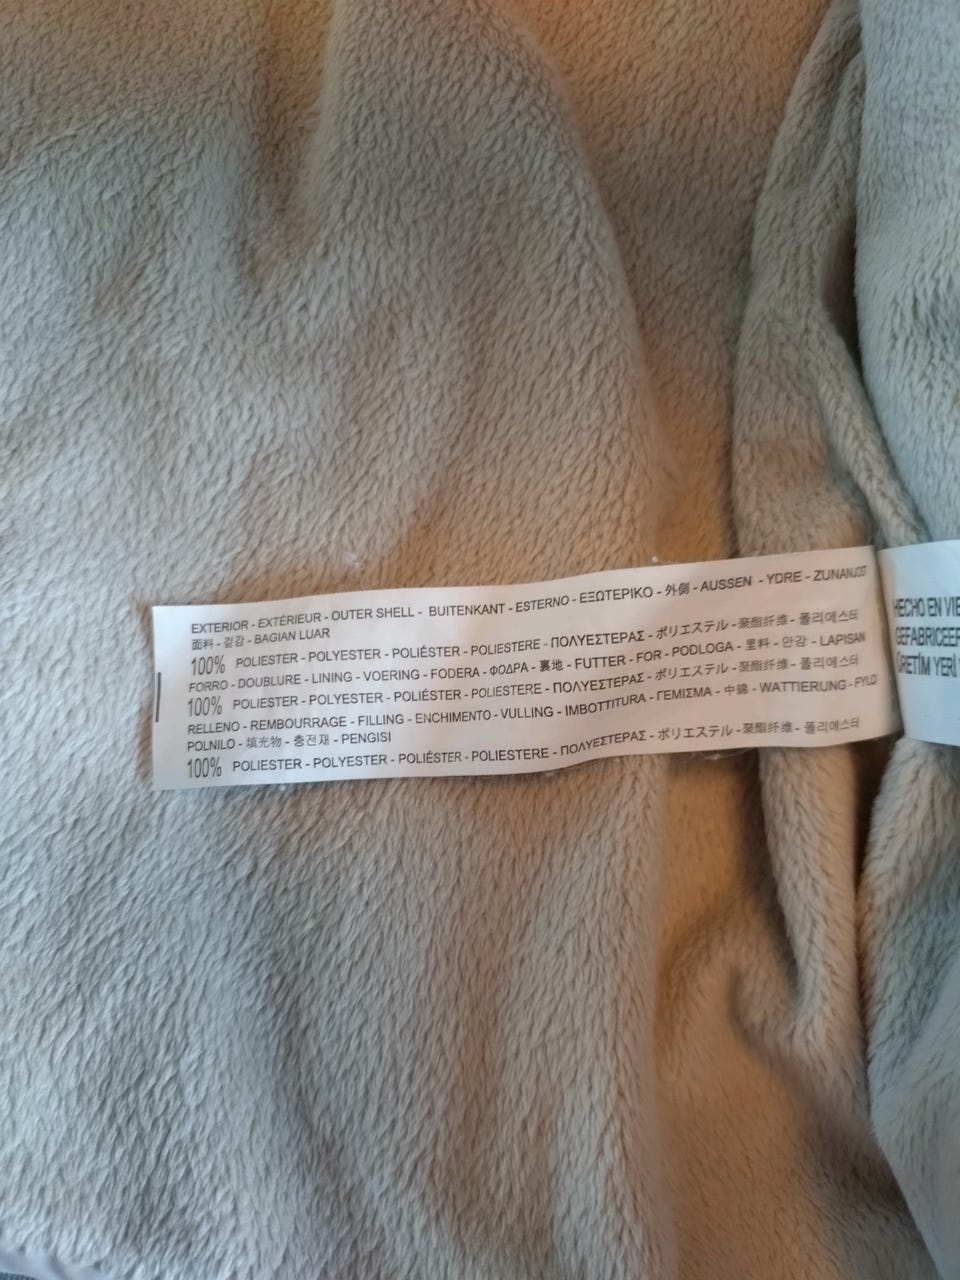 EXTERIOR - EXTÉRIEUR - OUTER SHELL - BUITENKANT - ESTERNO - ΕΞΩΤΕΡΙΚΟ - 外側 - AUSSEN - YDRE - ZUNANJOST
面料 - 겉감 - BAGIAN LUAR
100% POLIESTER - POLYESTER - POLIÉSTER - POLIESTERE - ΠΟΛΥΕΣΤΕΡΑΣ - ポリエステル - 聚酯纤维 - 폴리에스터
FORRO - DOUBLURE - LINING - VOERING - FODERA - ΦΟΔΡΑ - 裏地 - FUTTER - FOR - PODLOGA - 里料 - 안감 - LAPISAN
100% POLIESTER - POLYESTER - POLIÉSTER - POLIESTERE - ΠΟΛΥΕΣΤΕΡΑΣ - ポリエステル - 聚酯纤维 - 폴리에스터
RELLENO - REMBOURRAGE - FILLING - ENCHIMENTO - VULLING - IMBOTTITURA - ΓΕΜΙΣΜΑ - 中錦 - WATTIERUNG - FYLD
POLNILO - 填充物 - 충전재 - PENGISI
100% POLIESTER - POLYESTER - POLIÉSTER - POLIESTERE - ΠΟΛΥΕΣΤΕΡΑΣ - ポリエステル - 聚酯纤维 - 폴리에스터
HECHO EN VIE
GEFABRICEER
ÜRETİM YERİ